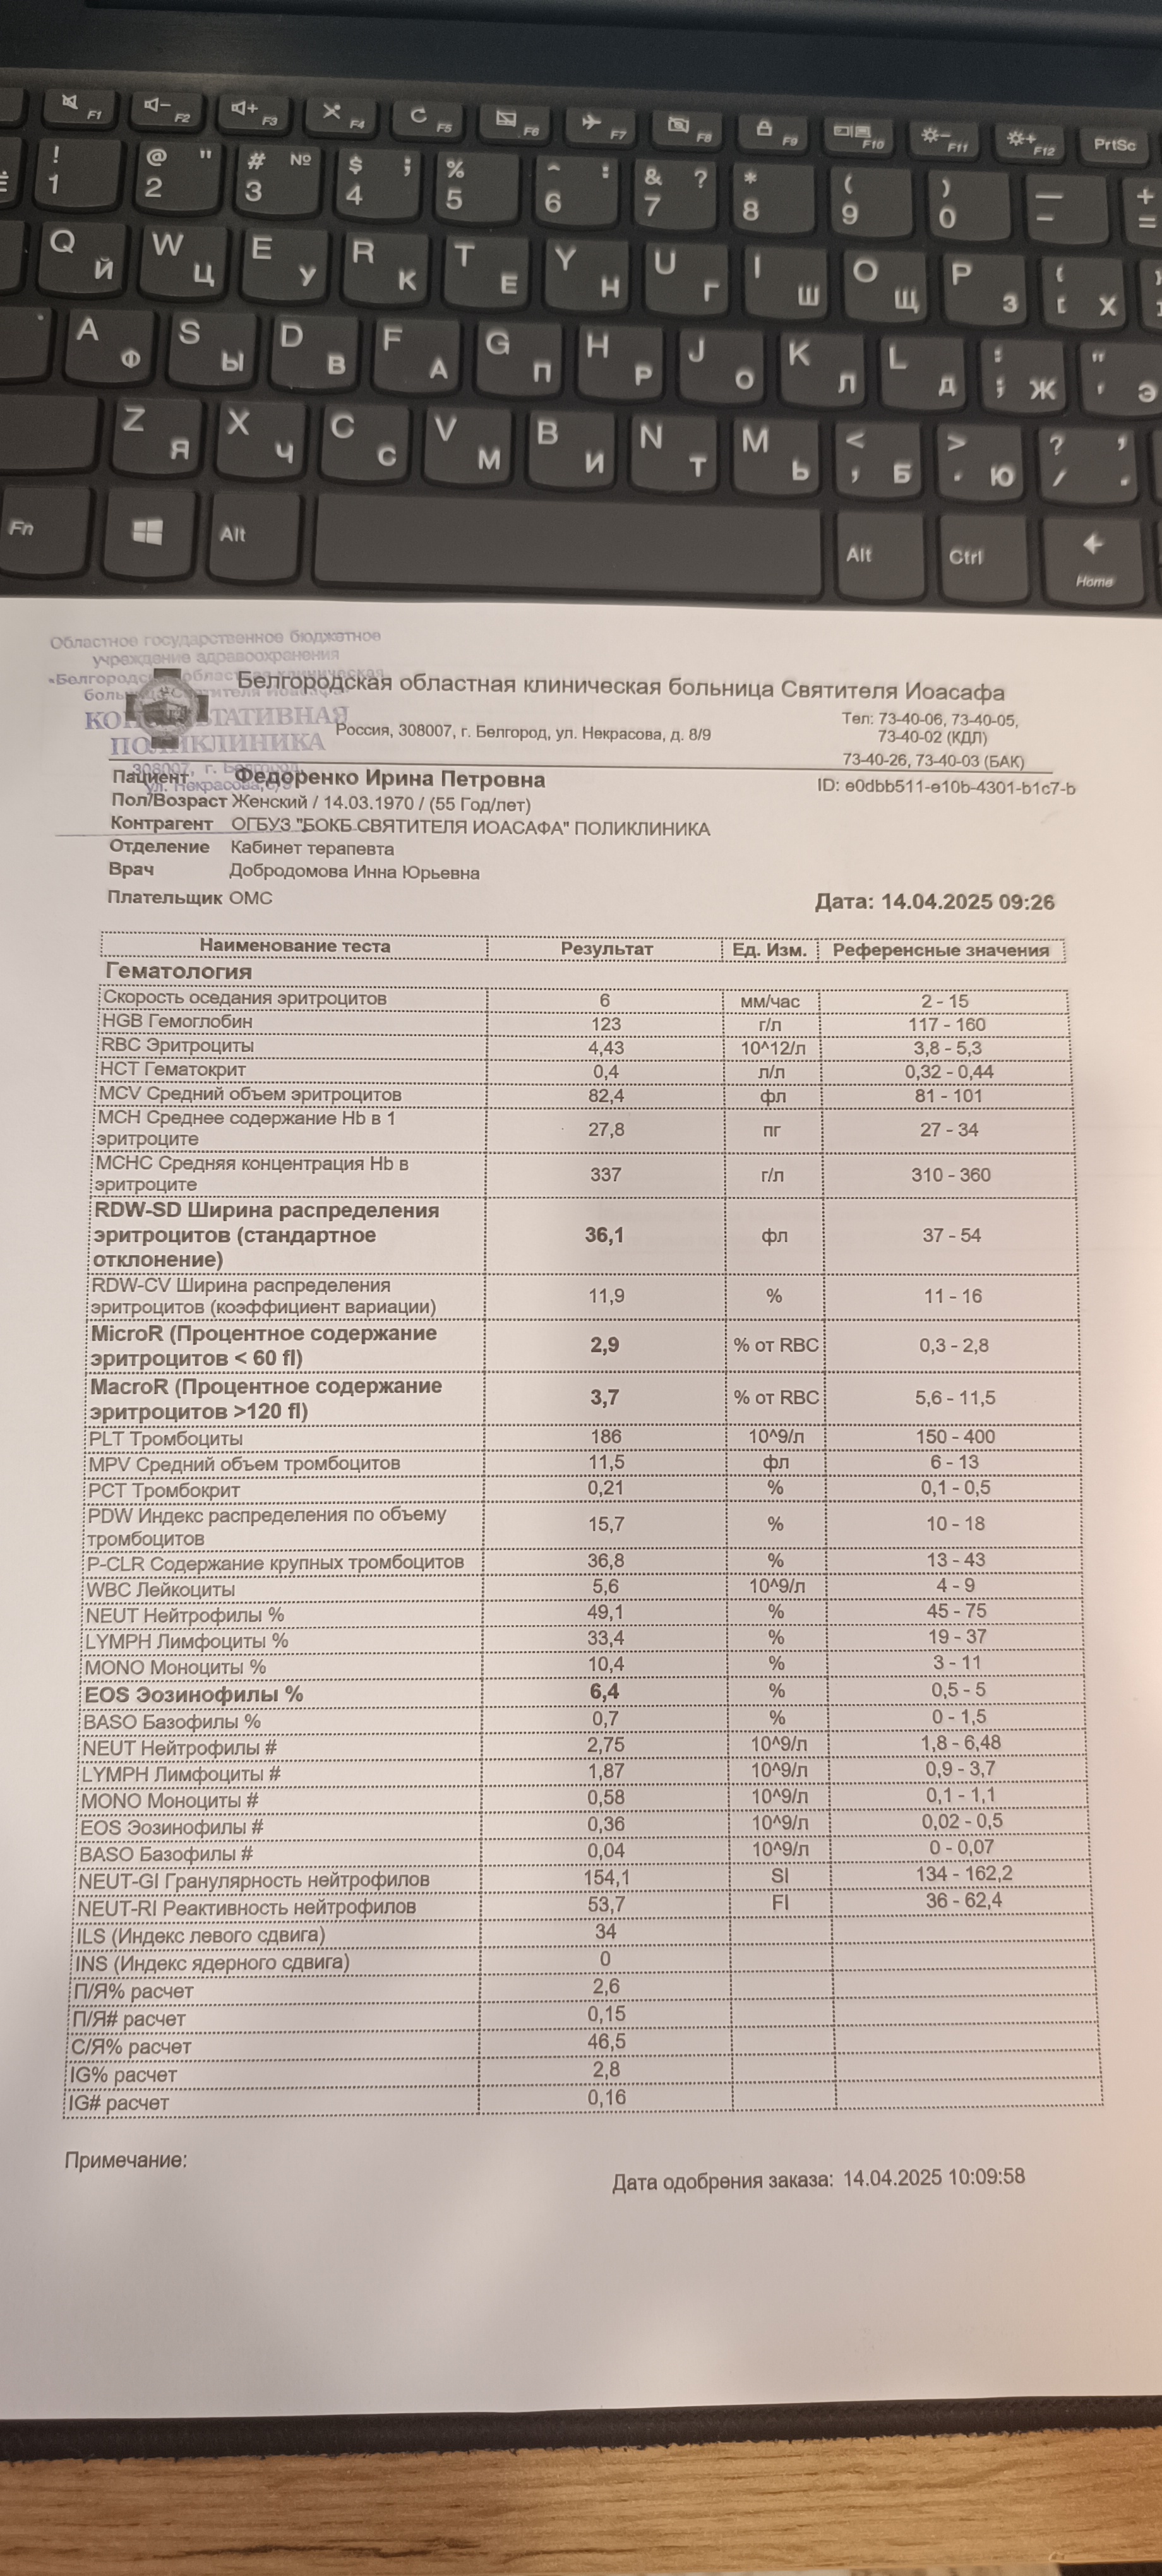 F1 F2 F3 F4 F5 F6 F7 F8 F9 F10 F11 F12 PrtSc
! 1 @ " 2 # № 3 $ ; 4 % 5 ^ : 6 & ? 7 * 8 ( 9 ) 0 — – + =
Q Й W Ц E У R К T Е Y Н U Г I Ш O Щ P З { [ Х
A Ф S Ы D В F А G П H Р J О K Л L Д : ; Ж " ' Э
Z Я X Ч C С V М B И N Т M Ь < , Б > . Ю ? / , .
Fn Alt Alt Ctrl Home
Областное государственное бюджетное
учреждение здравоохранения
«Белгородская областная клиническая
больница Святителя Иоасафа»
КОНСУЛЬТАТИВНАЯ
ПОЛИКЛИНИКА
308007, г. Белгород,
ул. Некрасова, 8/9
Белгородская областная клиническая больница Святителя Иоасафа
Россия, 308007, г. Белгород, ул. Некрасова, д. 8/9
Тел: 73-40-06, 73-40-05,
73-40-02 (КДЛ)
73-40-26, 73-40-03 (БАК)
Пациент Федоренко Ирина Петровна
ID: e0dbb511-e10b-4301-b1c7-b
Пол/Возраст Женский / 14.03.1970 / (55 Год/лет)
Контрагент ОГБУЗ "БОКБ СВЯТИТЕЛЯ ИОАСАФА" ПОЛИКЛИНИКА
Отделение Кабинет терапевта
Врач Добродомова Инна Юрьевна
Плательщик ОМС
Дата: 14.04.2025 09:26
Наименование теста Результат Ед. Изм. Референсные значения
Гематология
Скорость оседания эритроцитов 6 мм/час 2 - 15
HGB Гемоглобин 123 г/л 117 - 160
RBC Эритроциты 4,43 10^12/л 3,8 - 5,3
HCT Гематокрит 0,4 л/л 0,32 - 0,44
MCV Средний объем эритроцитов 82,4 фл 81 - 101
MCH Среднее содержание Hb в 1
эритроците 27,8 пг 27 - 34
MCHC Средняя концентрация Hb в
эритроците 337 г/л 310 - 360
RDW-SD Ширина распределения
эритроцитов (стандартное 36,1 фл 37 - 54
отклонение)
RDW-CV Ширина распределения
эритроцитов (коэффициент вариации) 11,9 % 11 - 16
MicroR (Процентное содержание
эритроцитов < 60 fl) 2,9 % от RBC 0,3 - 2,8
MacroR (Процентное содержание
эритроцитов >120 fl) 3,7 % от RBC 5,6 - 11,5
PLT Тромбоциты 186 10^9/л 150 - 400
MPV Средний объем тромбоцитов 11,5 фл 6 - 13
PCT Тромбокрит 0,21 % 0,1 - 0,5
PDW Индекс распределения по объему
тромбоцитов 15,7 % 10 - 18
P-CLR Содержание крупных тромбоцитов 36,8 % 13 - 43
WBC Лейкоциты 5,6 10^9/л 4 - 9
NEUT Нейтрофилы % 49,1 % 45 - 75
LYMPH Лимфоциты % 33,4 % 19 - 37
MONO Моноциты % 10,4 % 3 - 11
EOS Эозинофилы % 6,4 % 0,5 - 5
BASO Базофилы % 0,7 % 0 - 1,5
NEUT Нейтрофилы # 2,75 10^9/л 1,8 - 6,48
LYMPH Лимфоциты # 1,87 10^9/л 0,9 - 3,7
MONO Моноциты # 0,58 10^9/л 0,1 - 1,1
EOS Эозинофилы # 0,36 10^9/л 0,02 - 0,5
BASO Базофилы # 0,04 10^9/л 0 - 0,07
NEUT-GI Гранулярность нейтрофилов 154,1 SI 134 - 162,2
NEUT-RI Реактивность нейтрофилов 53,7 FI 36 - 62,4
ILS (Индекс левого сдвига) 34
INS (Индекс ядерного сдвига) 0
П/Я% расчет 2,6
П/Я# расчет 0,15
С/Я% расчет 46,5
IG% расчет 2,8
IG# расчет 0,16
Примечание:
Дата одобрения заказа: 14.04.2025 10:09:58